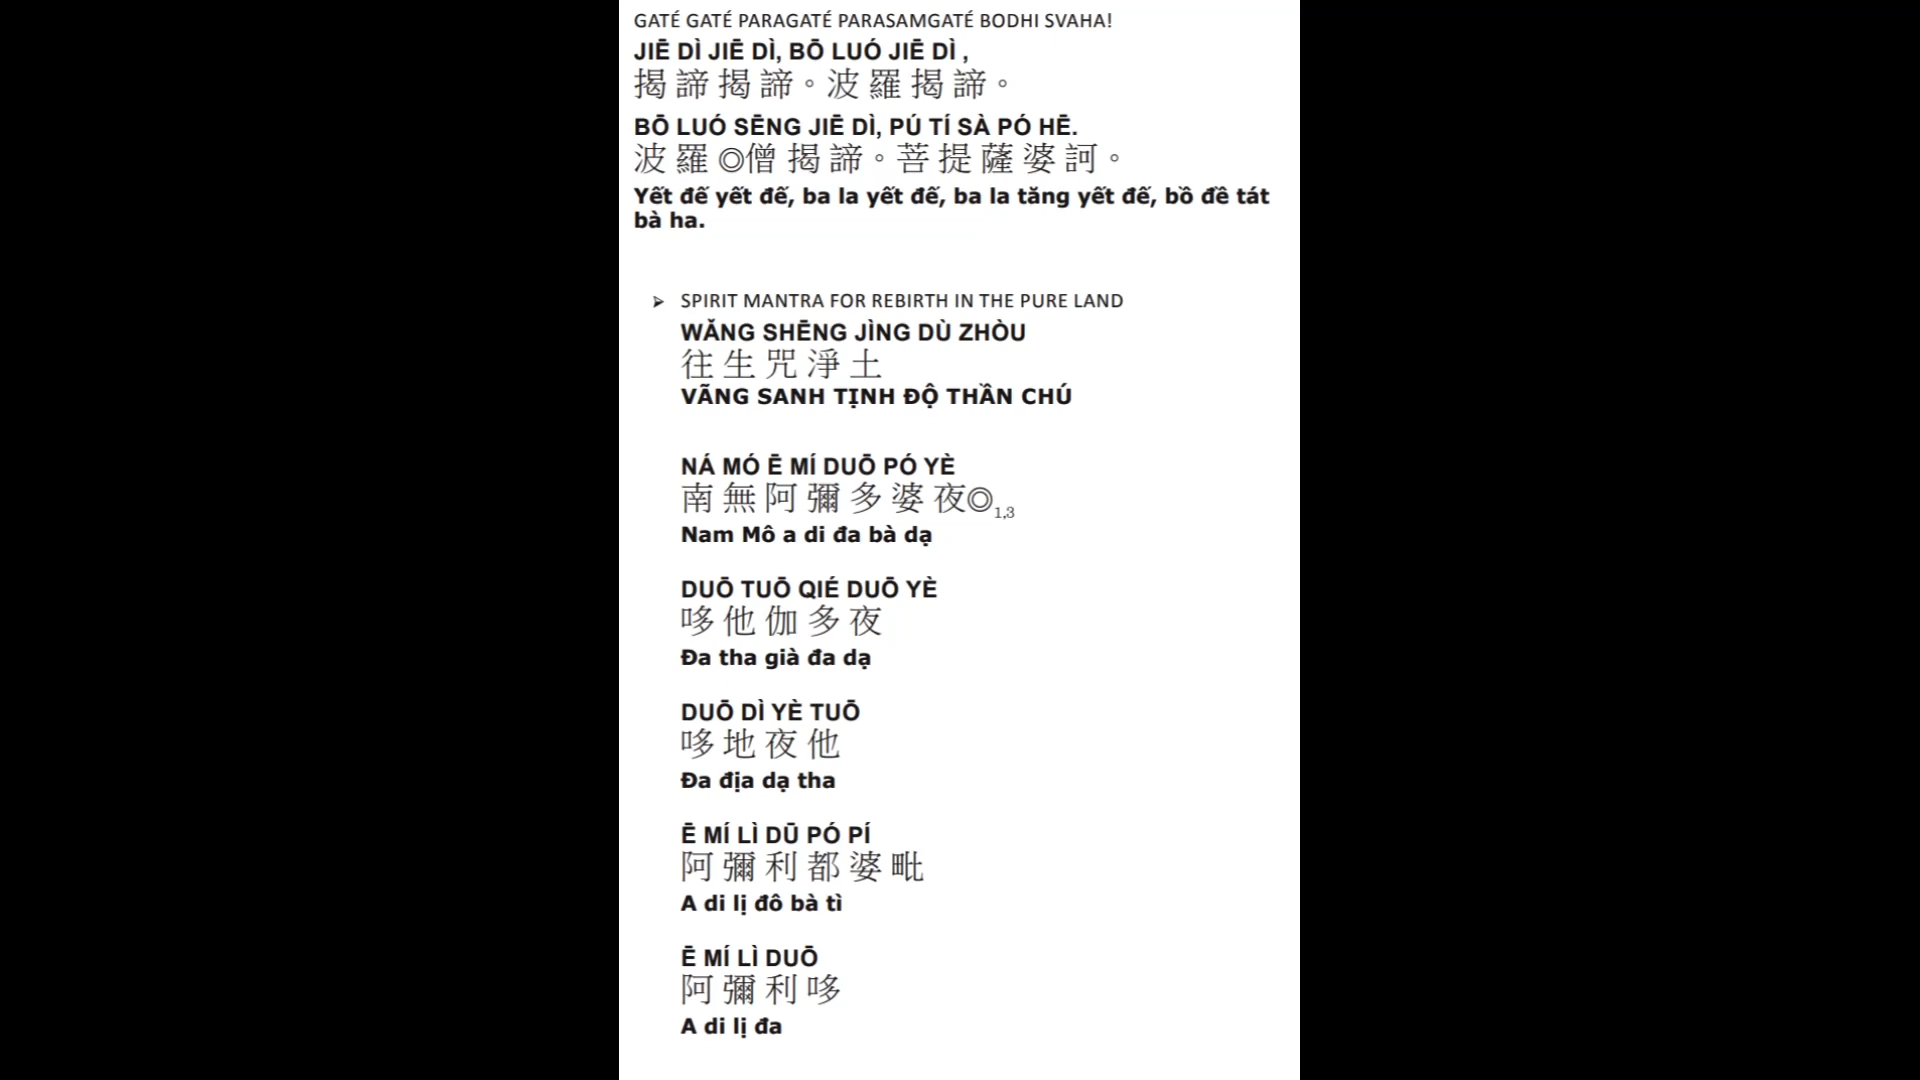 GATÉ GATÉ PARAGATÉ PARASAMGATÉ BODHI SVAHA!
JIĒ DÌ JIĒ DÌ, BŌ LUÓ JIĒ DÌ ,
揭 諦 揭 諦 。波 羅 揭 諦 。
BŌ LUÓ SĒNG JIĒ DÌ, PÚ TÍ SÀ PÓ HĒ.
波 羅 ◎僧 揭 諦 。菩 提 薩 婆 訶 。
Yết đế yết đế, ba la yết đế, ba la tăng yết đế, bồ đề tát
bà ha.
➢ SPIRIT MANTRA FOR REBIRTH IN THE PURE LAND
WǍNG SHĒNG JÌNG DÙ ZHÒU
往 生 咒 淨 土
VÃNG SANH TỊNH ĐỘ THẦN CHÚ
NÁ MÓ Ē MÍ DUŌ PÓ YÈ
南 無 阿 彌 多 婆 夜◎1,3
Nam Mô a di đa bà dạ
DUŌ TUŌ QIÉ DUŌ YÈ
哆 他 伽 多 夜
Đa tha già đa dạ
DUŌ DÌ YÈ TUŌ
哆 地 夜 他
Đa địa dạ tha
Ē MÍ LÌ DŪ PÓ PÍ
阿 彌 利 都 婆 毗
A di lị đô bà tì
Ē MÍ LÌ DUŌ
阿 彌 利 哆
A di lị đa